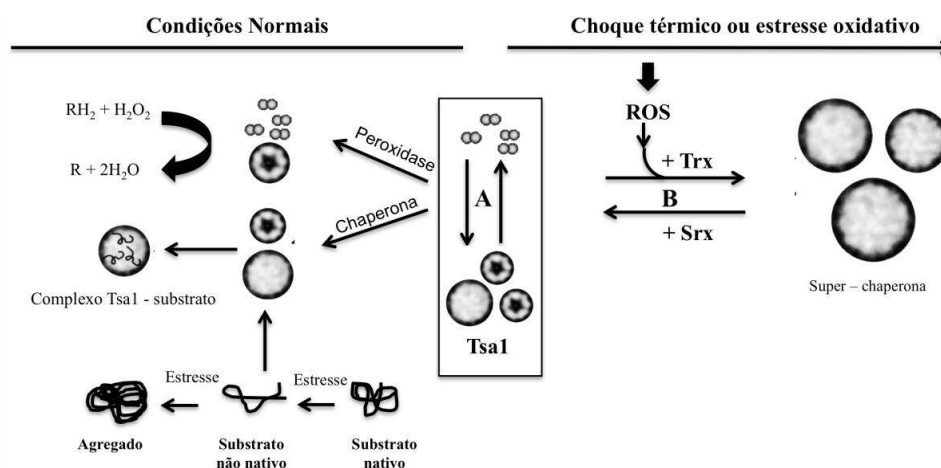 Condições Normais
Choque térmico ou estresse oxidativo
RH₂ + H₂O₂
R + 2H₂O
Peroxidase
Chaperona
A
Tsa1
ROS
+ Trx
B
+ Srx
Super – chaperona
Complexo Tsa1 - substrato
Estresse
Estresse
Agregado
Substrato
não nativo
Substrato
nativo